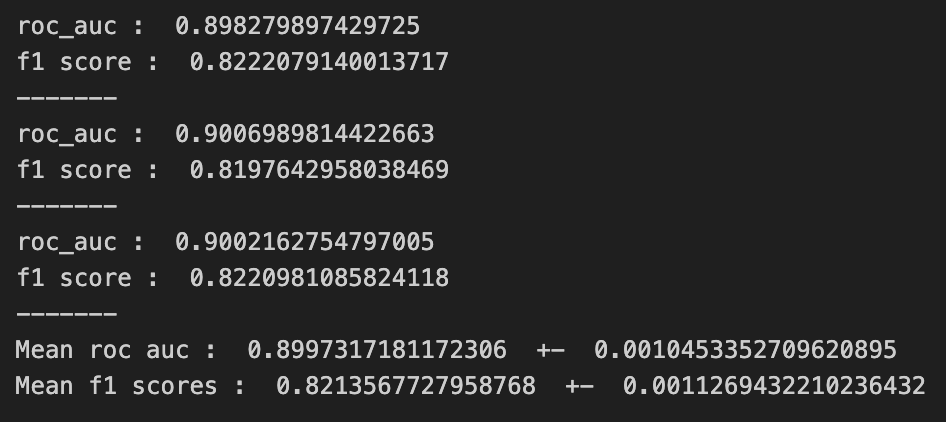 roc_auc :  0.898279897429725
f1 score :  0.8222079140013717
-------
roc_auc :  0.9006989814422663
f1 score :  0.8197642958038469
-------
roc_auc :  0.9002162754797005
f1 score :  0.8220981085824118
-------
Mean roc auc :  0.8997317181172306  +-  0.0010453352709620895
Mean f1 scores :  0.8213567727958768  +-  0.0011269432210236432